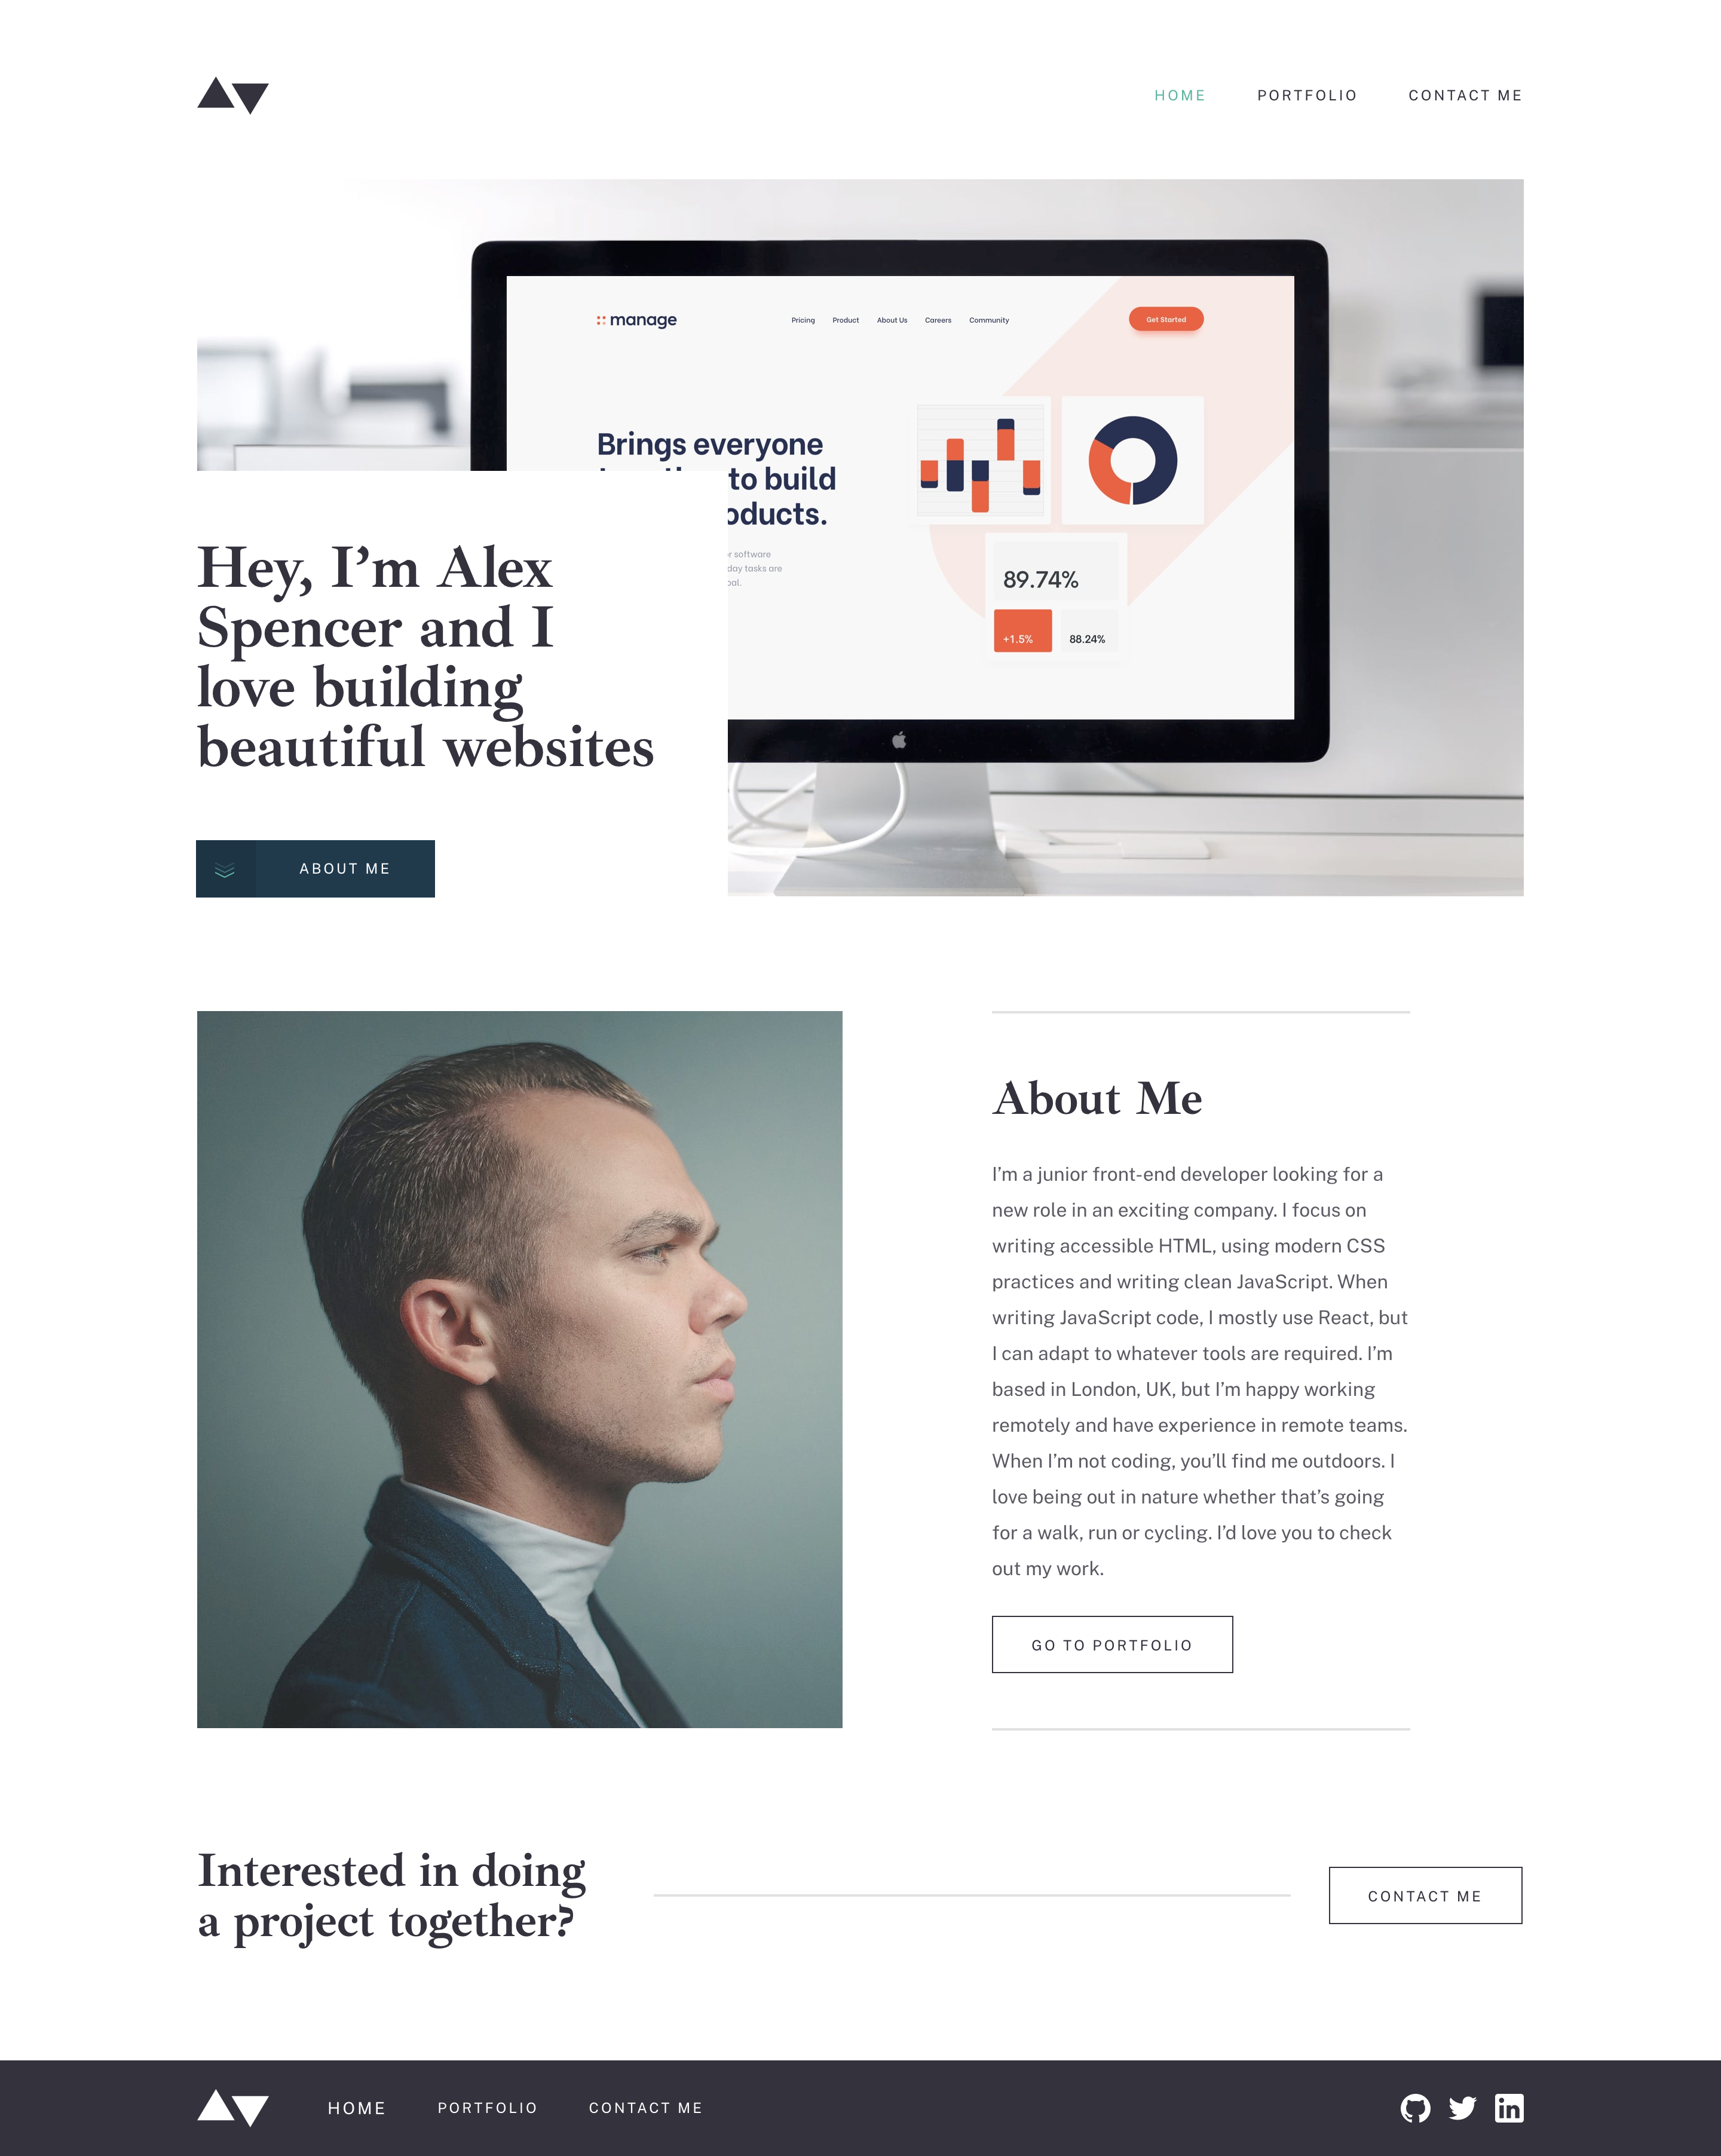 HOME PORTFOLIO CONTACT ME
manage Pricing Product About Us Careers Community Get Started
Brings everyone
to build
oducts.
software
day tasks are
89.74%
+1.5% 88.24%
Hey, I’m Alex
Spencer and I
love building
beautiful websites
ABOUT ME
About Me
I’m a junior front-end developer looking for a
new role in an exciting company. I focus on
writing accessible HTML, using modern CSS
practices and writing clean JavaScript. When
writing JavaScript code, I mostly use React, but
I can adapt to whatever tools are required. I’m
based in London, UK, but I’m happy working
remotely and have experience in remote teams.
When I’m not coding, you’ll find me outdoors. I
love being out in nature whether that’s going
for a walk, run or cycling. I’d love you to check
out my work.
GO TO PORTFOLIO
Interested in doing
a project together?
CONTACT ME
HOME PORTFOLIO CONTACT ME
in